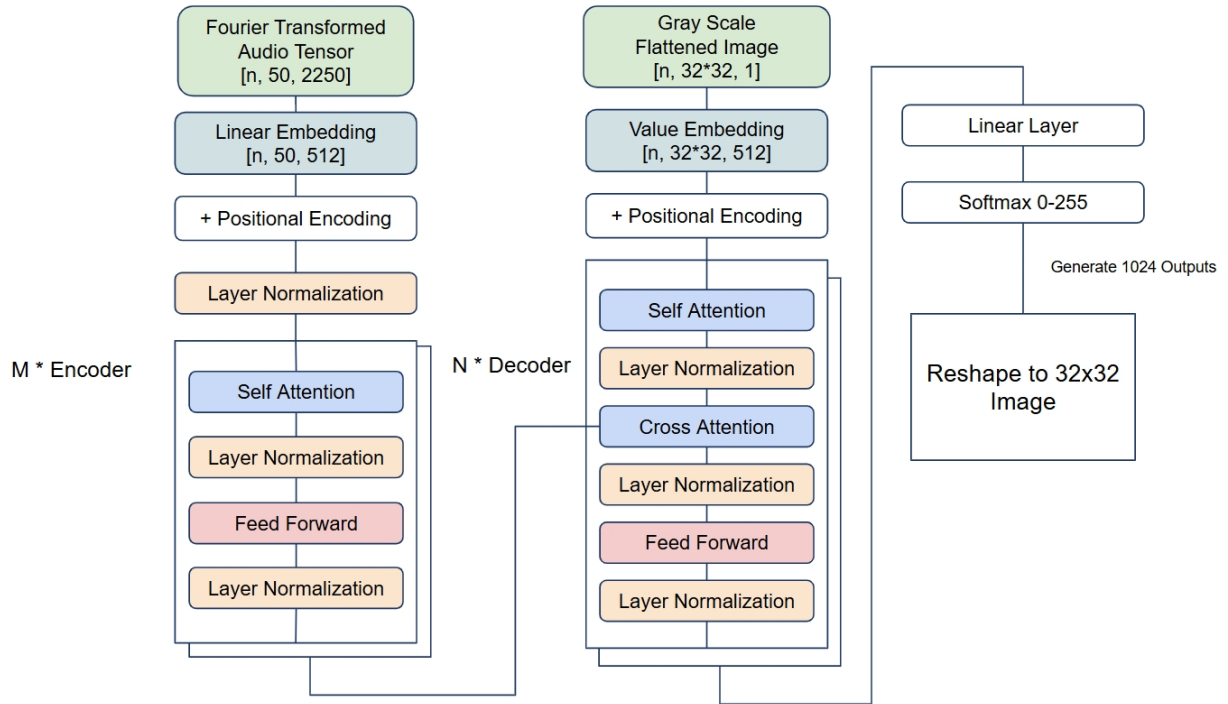 Fourier Transformed
Audio Tensor
[n, 50, 2250]
Linear Embedding
[n, 50, 512]
+ Positional Encoding
Layer Normalization
M * Encoder
Self Attention
Layer Normalization
Feed Forward
Layer Normalization
Gray Scale
Flattened Image
[n, 32*32, 1]
Value Embedding
[n, 32*32, 512]
+ Positional Encoding
N * Decoder
Self Attention
Layer Normalization
Cross Attention
Layer Normalization
Feed Forward
Layer Normalization
Linear Layer
Softmax 0-255
Generate 1024 Outputs
Reshape to 32x32
Image